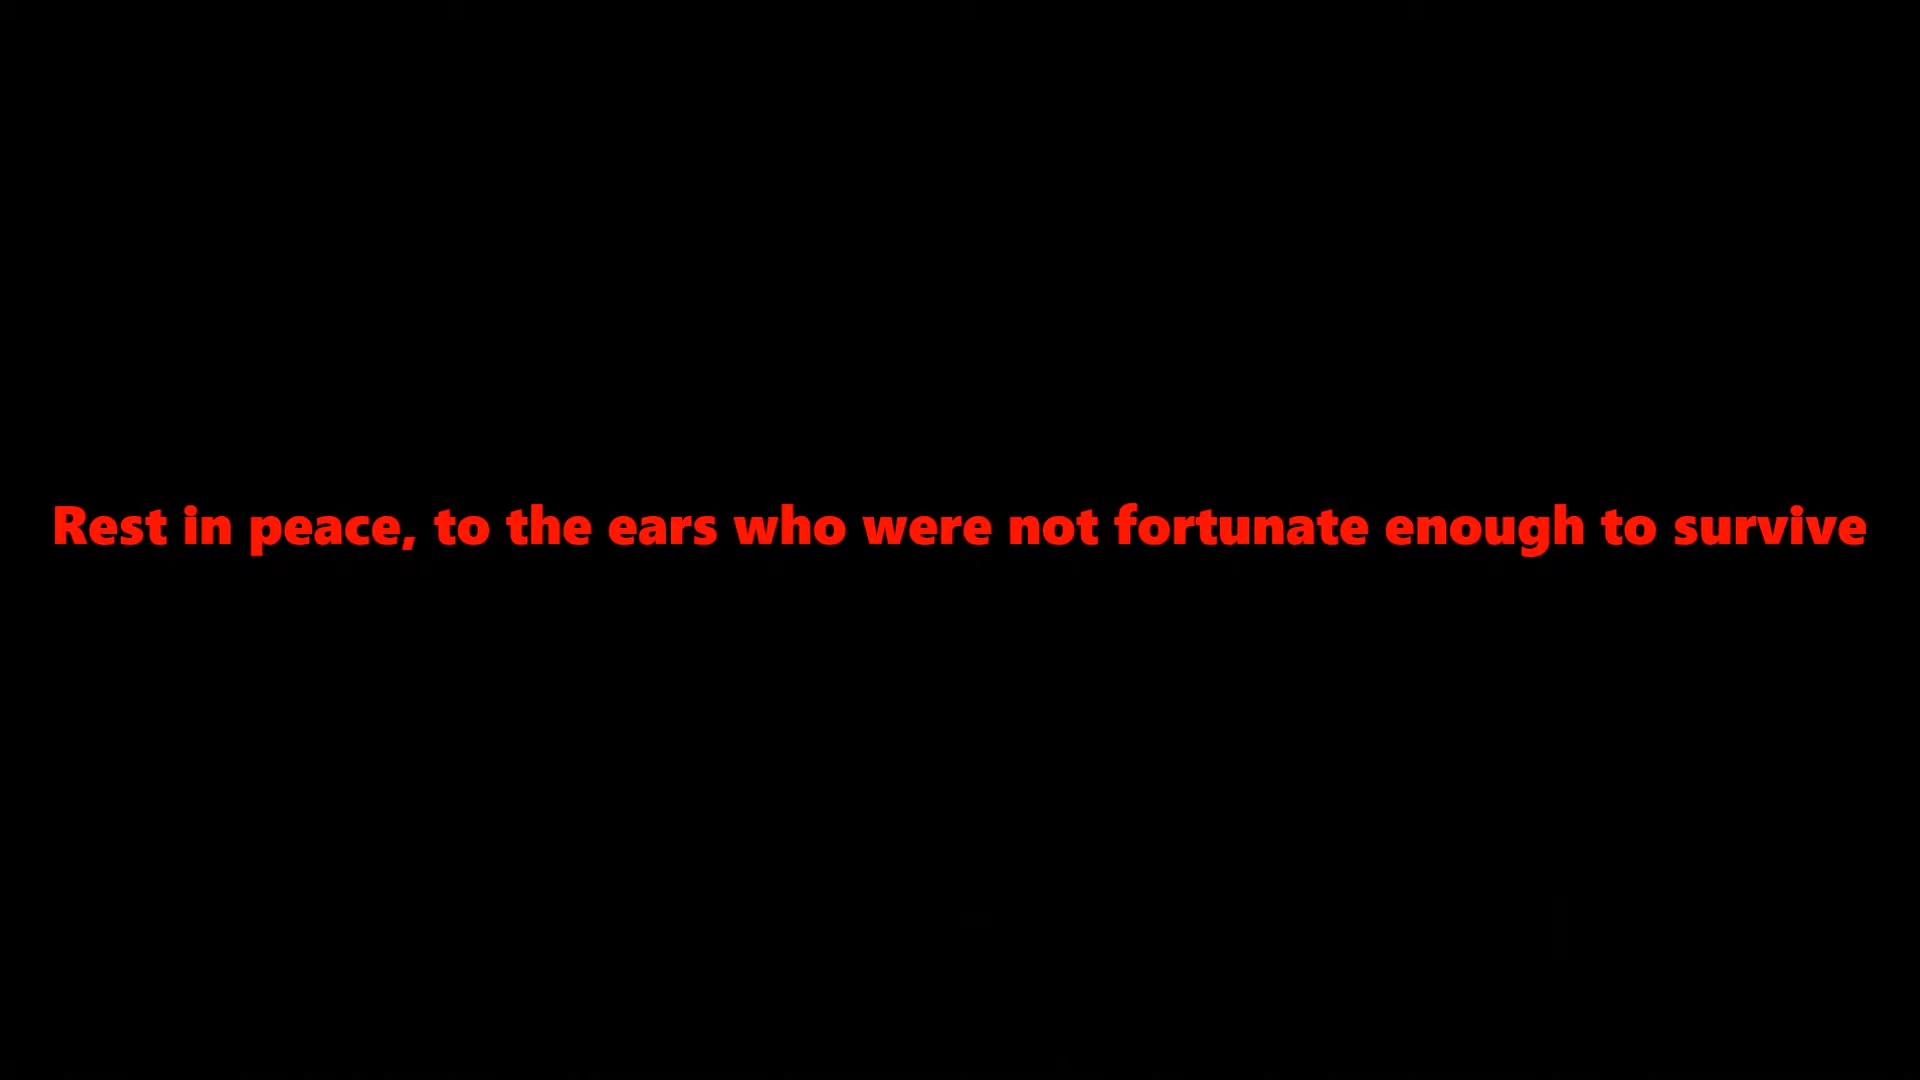 Rest in peace, to the ears who were not fortunate enough to survive